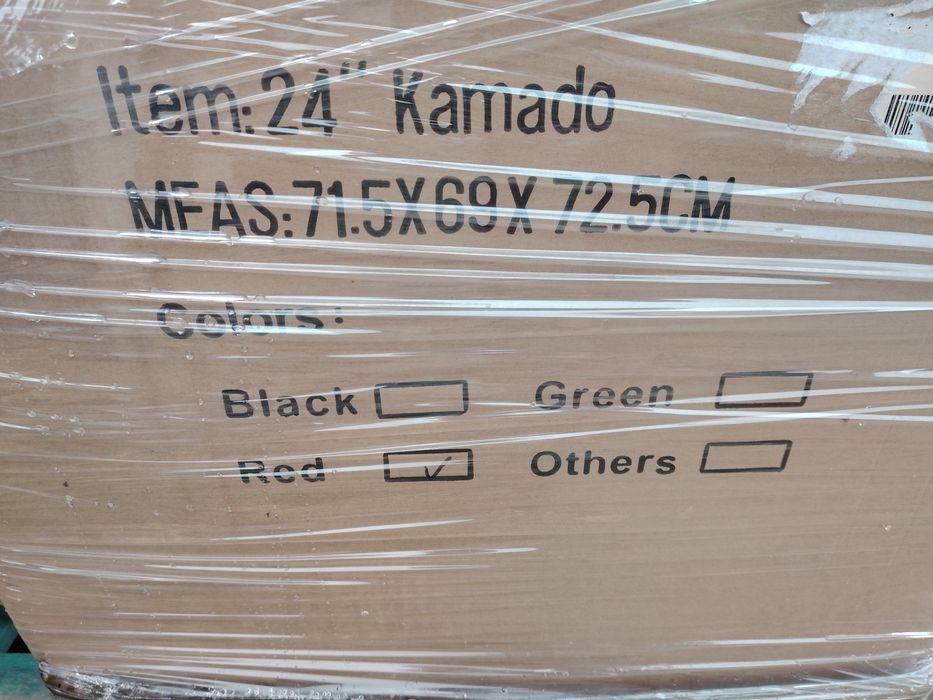 Item: 24" Kamado
MEAS: 71.5X69X72.5CM
Colors:
Black Green
Red ✓ Others